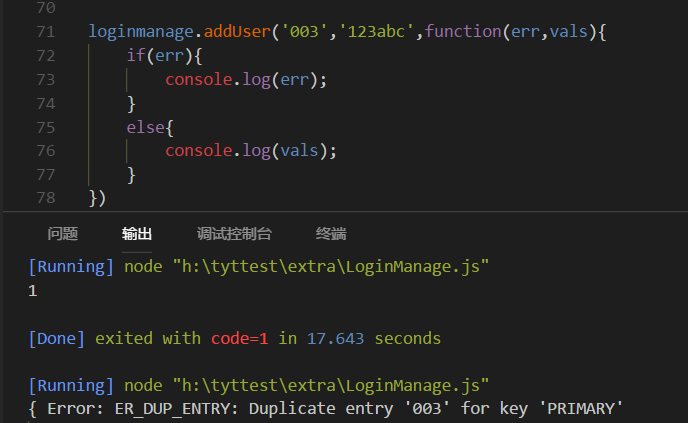 70
71 loginmanage.addUser('003','123abc',function(err,vals){
72 if(err){
73 console.log(err);
74 }
75 else{
76 console.log(vals);
77 }
78 })
问题 输出 调试控制台 终端
[Running] node "h:\tyttest\extra\LoginManage.js"
1
[Done] exited with code=1 in 17.643 seconds
[Running] node "h:\tyttest\extra\LoginManage.js"
{ Error: ER_DUP_ENTRY: Duplicate entry '003' for key 'PRIMARY'